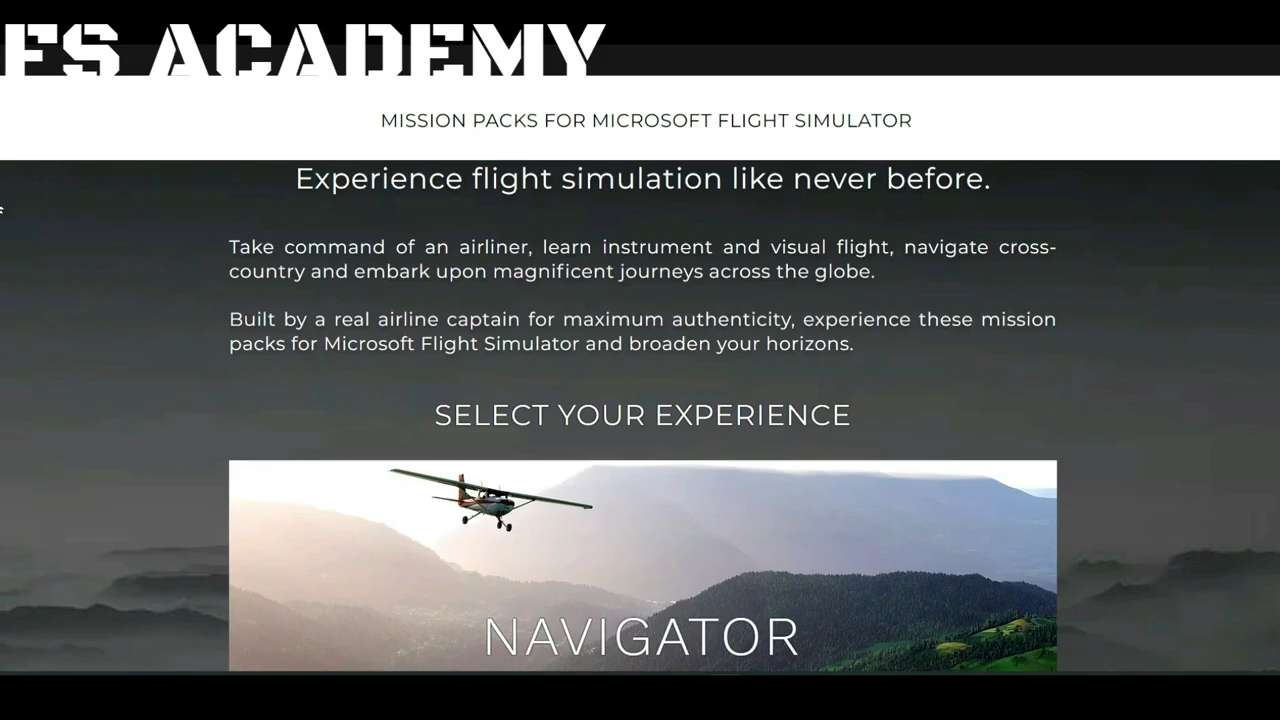 FS ACADEMY
MISSION PACKS FOR MICROSOFT FLIGHT SIMULATOR
Experience flight simulation like never before.
Take command of an airliner, learn instrument and visual flight, navigate cross-
country and embark upon magnificent journeys across the globe.
Built by a real airline captain for maximum authenticity, experience these mission
packs for Microsoft Flight Simulator and broaden your horizons.
SELECT YOUR EXPERIENCE
NAVIGATOR